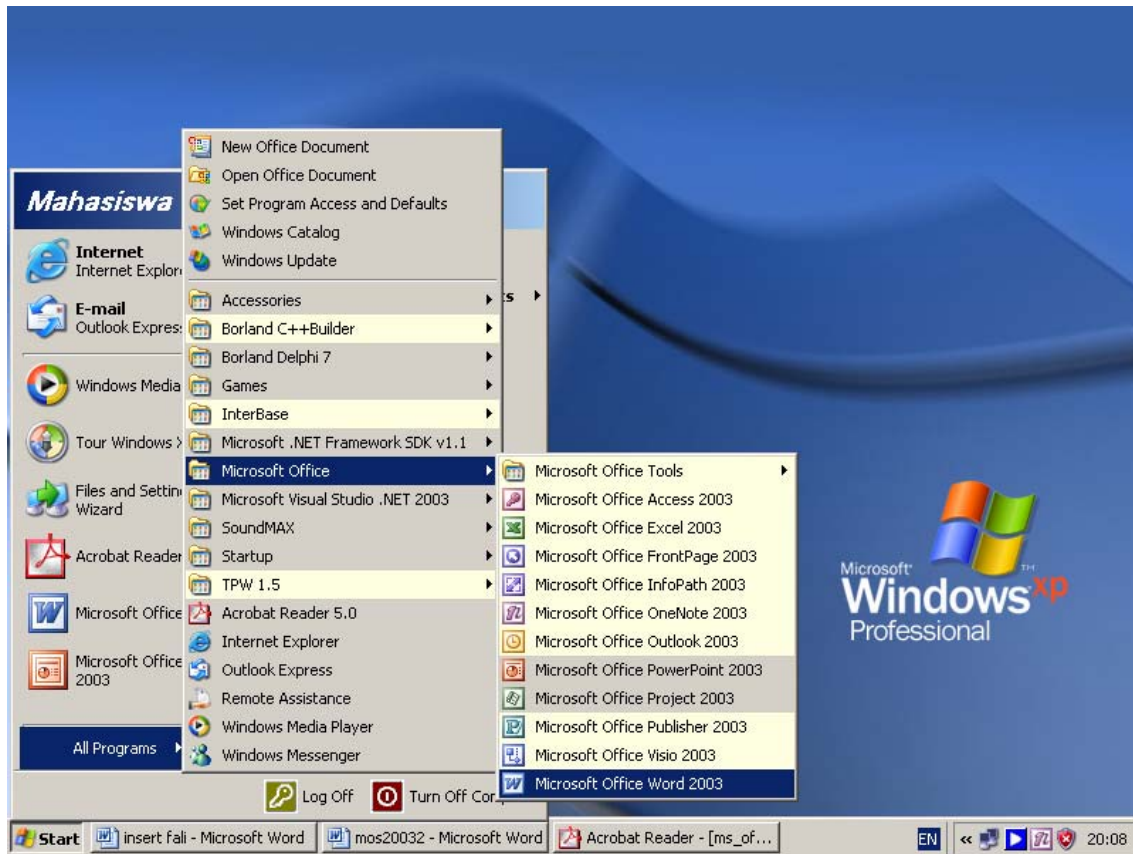 Mahasiswa
Internet
Internet Explor
E-mail
Outlook Expres
Windows Media
Tour Windows
Files and Settin
Wizard
Acrobat Reader
Microsoft Office
Microsoft Office
2003
All Programs
New Office Document
Open Office Document
Set Program Access and Defaults
Windows Catalog
Windows Update
Accessories
Borland C++Builder
Borland Delphi 7
Games
InterBase
Microsoft .NET Framework SDK v1.1
Microsoft Office
Microsoft Visual Studio .NET 2003
SoundMAX
Startup
TPW 1.5
Acrobat Reader 5.0
Internet Explorer
Outlook Express
Remote Assistance
Windows Media Player
Windows Messenger
Microsoft Office Tools
Microsoft Office Access 2003
Microsoft Office Excel 2003
Microsoft Office FrontPage 2003
Microsoft Office InfoPath 2003
Microsoft Office OneNote 2003
Microsoft Office Outlook 2003
Microsoft Office PowerPoint 2003
Microsoft Office Project 2003
Microsoft Office Publisher 2003
Microsoft Office Visio 2003
Microsoft Office Word 2003
Microsoft
Windows xp
Professional
Log Off
Turn Off Com
Start
insert fali - Microsoft Word
mos20032 - Microsoft Word
Acrobat Reader - [ms_of...
EN
20:08